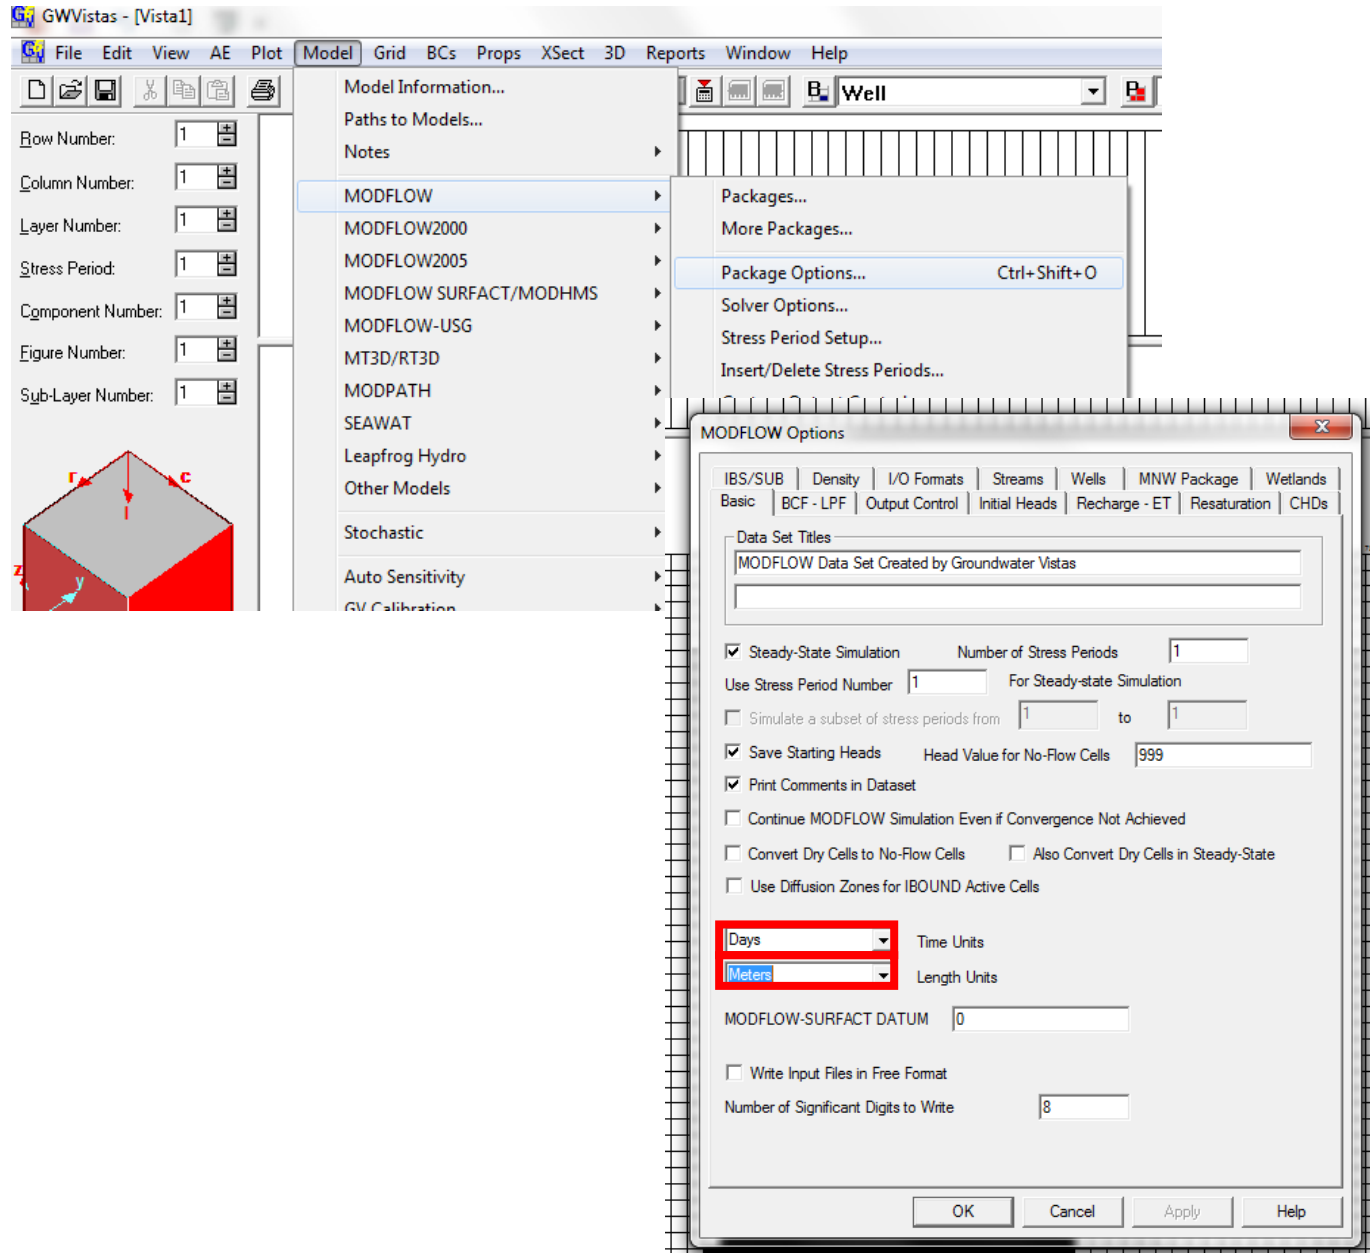 GWVistas - [Vista1]
File Edit View AE Plot Model Grid BCs Props XSect 3D Reports Window Help
Well
Row Number: 1
Column Number: 1
Layer Number: 1
Stress Period: 1
Component Number: 1
Figure Number: 1
Sub-Layer Number: 1
r c
l
z y
Model Information...
Paths to Models...
Notes
MODFLOW
MODFLOW2000
MODFLOW2005
MODFLOW SURFACT/MODHMS
MODFLOW-USG
MT3D/RT3D
MODPATH
SEAWAT
Leapfrog Hydro
Other Models
Stochastic
Auto Sensitivity
GV Calibration
Packages...
More Packages...
Package Options... Ctrl+Shift+O
Solver Options...
Stress Period Setup...
Insert/Delete Stress Periods...
MODFLOW Options
IBS/SUB Density I/O Formats Streams Wells MNW Package Wetlands
Basic BCF - LPF Output Control Initial Heads Recharge - ET Resaturation CHDs
Data Set Titles
MODFLOW Data Set Created by Groundwater Vistas
Steady-State Simulation Number of Stress Periods 1
Use Stress Period Number 1 For Steady-state Simulation
Simulate a subset of stress periods from 1 to 1
Save Starting Heads Head Value for No-Flow Cells 999
Print Comments in Dataset
Continue MODFLOW Simulation Even if Convergence Not Achieved
Convert Dry Cells to No-Flow Cells Also Convert Dry Cells in Steady-State
Use Diffusion Zones for IBOUND Active Cells
Days Time Units
Meters Length Units
MODFLOW-SURFACT DATUM 0
Write Input Files in Free Format
Number of Significant Digits to Write 8
OK Cancel Apply Help